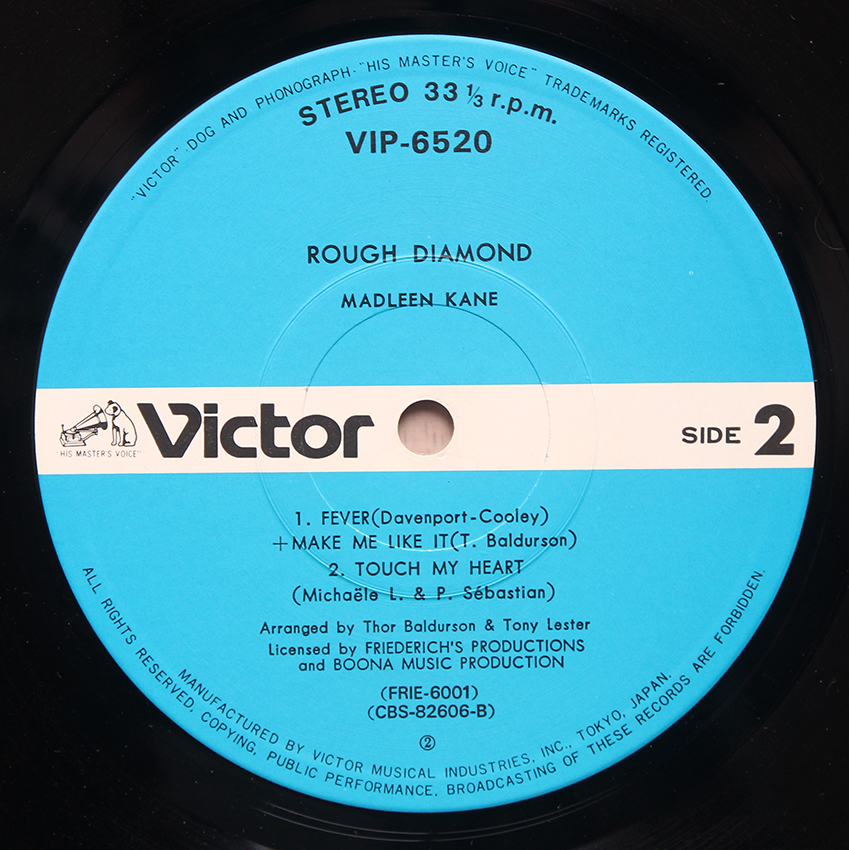 "VICTOR" · DOG AND PHONOGRAPH · "HIS MASTER'S VOICE" TRADEMARKS REGISTERED.
STEREO 33 ⅓ r.p.m.
VIP-6520
ROUGH DIAMOND
MADLEEN KANE
"HIS MASTER'S VOICE"
Victor
SIDE 2
1. FEVER(Davenport-Cooley)
+MAKE ME LIKE IT(T. Baldurson)
2. TOUCH MY HEART
(Michaële L. & P. Sébastian)
Arranged by Thor Baldurson & Tony Lester
Licensed by FRIEDERICH'S PRODUCTIONS
and BOONA MUSIC PRODUCTION
(FRIE-6001)
(CBS-82606-B)
②
MANUFACTURED BY VICTOR MUSICAL INDUSTRIES, INC., TOKYO, JAPAN.
ALL RIGHTS RESERVED. COPYING, PUBLIC PERFORMANCE, BROADCASTING OF THESE RECORDS ARE FORBIDDEN.